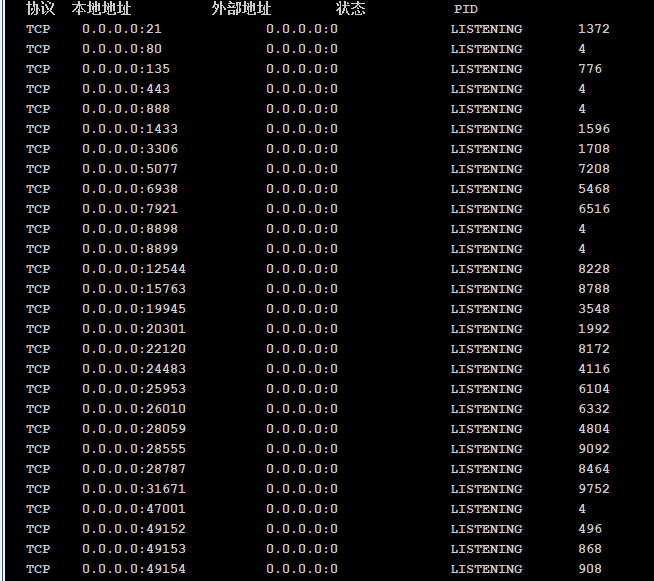 协议 本地地址 外部地址 状态 PID
TCP 0.0.0.0:21 0.0.0.0:0 LISTENING 1372
TCP 0.0.0.0:80 0.0.0.0:0 LISTENING 4
TCP 0.0.0.0:135 0.0.0.0:0 LISTENING 776
TCP 0.0.0.0:443 0.0.0.0:0 LISTENING 4
TCP 0.0.0.0:888 0.0.0.0:0 LISTENING 4
TCP 0.0.0.0:1433 0.0.0.0:0 LISTENING 1596
TCP 0.0.0.0:3306 0.0.0.0:0 LISTENING 1708
TCP 0.0.0.0:5077 0.0.0.0:0 LISTENING 7208
TCP 0.0.0.0:6938 0.0.0.0:0 LISTENING 5468
TCP 0.0.0.0:7921 0.0.0.0:0 LISTENING 6516
TCP 0.0.0.0:8898 0.0.0.0:0 LISTENING 4
TCP 0.0.0.0:8899 0.0.0.0:0 LISTENING 4
TCP 0.0.0.0:12544 0.0.0.0:0 LISTENING 8228
TCP 0.0.0.0:15763 0.0.0.0:0 LISTENING 8788
TCP 0.0.0.0:19945 0.0.0.0:0 LISTENING 3548
TCP 0.0.0.0:20301 0.0.0.0:0 LISTENING 1992
TCP 0.0.0.0:22120 0.0.0.0:0 LISTENING 8172
TCP 0.0.0.0:24483 0.0.0.0:0 LISTENING 4116
TCP 0.0.0.0:25953 0.0.0.0:0 LISTENING 6104
TCP 0.0.0.0:26010 0.0.0.0:0 LISTENING 6332
TCP 0.0.0.0:28059 0.0.0.0:0 LISTENING 4804
TCP 0.0.0.0:28555 0.0.0.0:0 LISTENING 9092
TCP 0.0.0.0:28787 0.0.0.0:0 LISTENING 8464
TCP 0.0.0.0:31671 0.0.0.0:0 LISTENING 9752
TCP 0.0.0.0:47001 0.0.0.0:0 LISTENING 4
TCP 0.0.0.0:49152 0.0.0.0:0 LISTENING 496
TCP 0.0.0.0:49153 0.0.0.0:0 LISTENING 868
TCP 0.0.0.0:49154 0.0.0.0:0 LISTENING 908